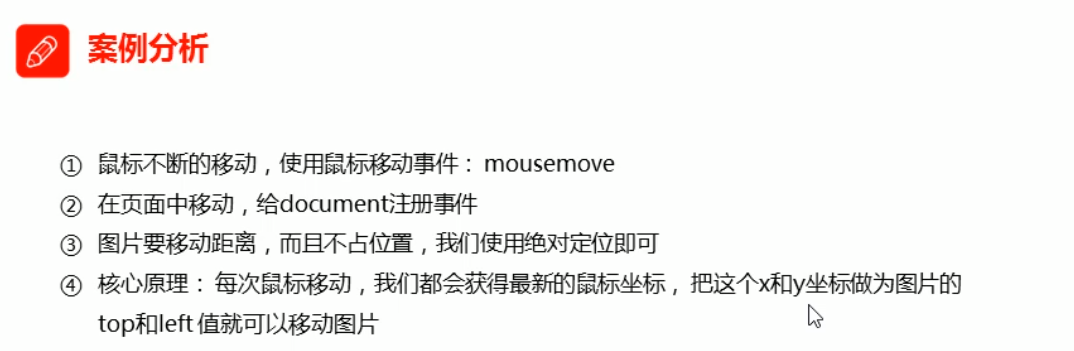 案例分析
① 鼠标不断的移动，使用鼠标移动事件：mousemove
② 在页面中移动，给document注册事件
③ 图片要移动距离，而且不占位置，我们使用绝对定位即可
④ 核心原理：每次鼠标移动，我们都会获得最新的鼠标坐标，把这个x和y坐标做为图片的
top和left值就可以移动图片